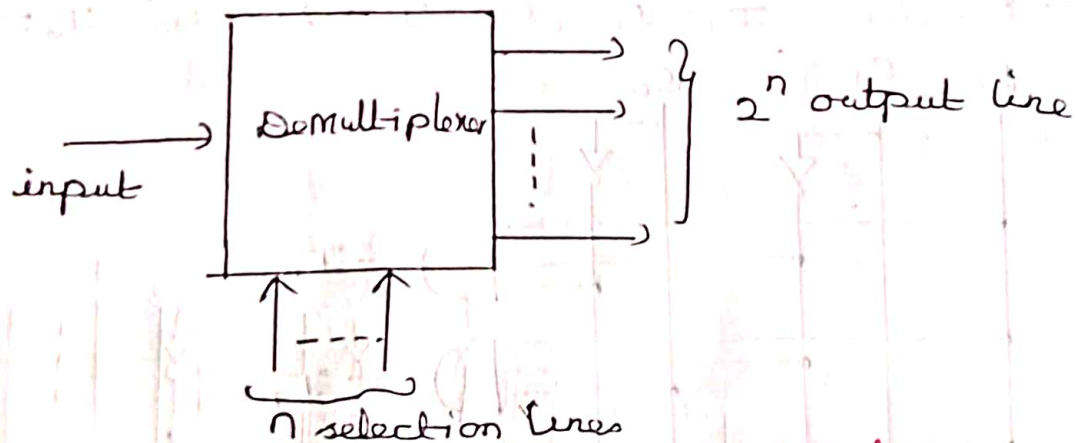 DeMultiplexer
2^n output line
input
n selection lines